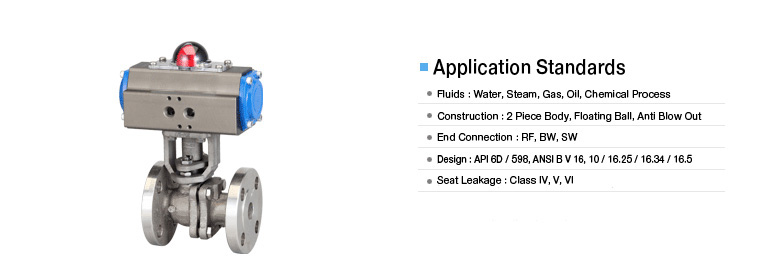 Application Standards
Fluids : Water, Steam, Gas, Oil, Chemical Process
Construction : 2 Piece Body, Floating Ball, Anti Blow Out
End Connection : RF, BW, SW
Design : API 6D / 598, ANSI B V 16, 10 / 16.25 / 16.34 / 16.5
Seat Leakage : Class IV, V, VI